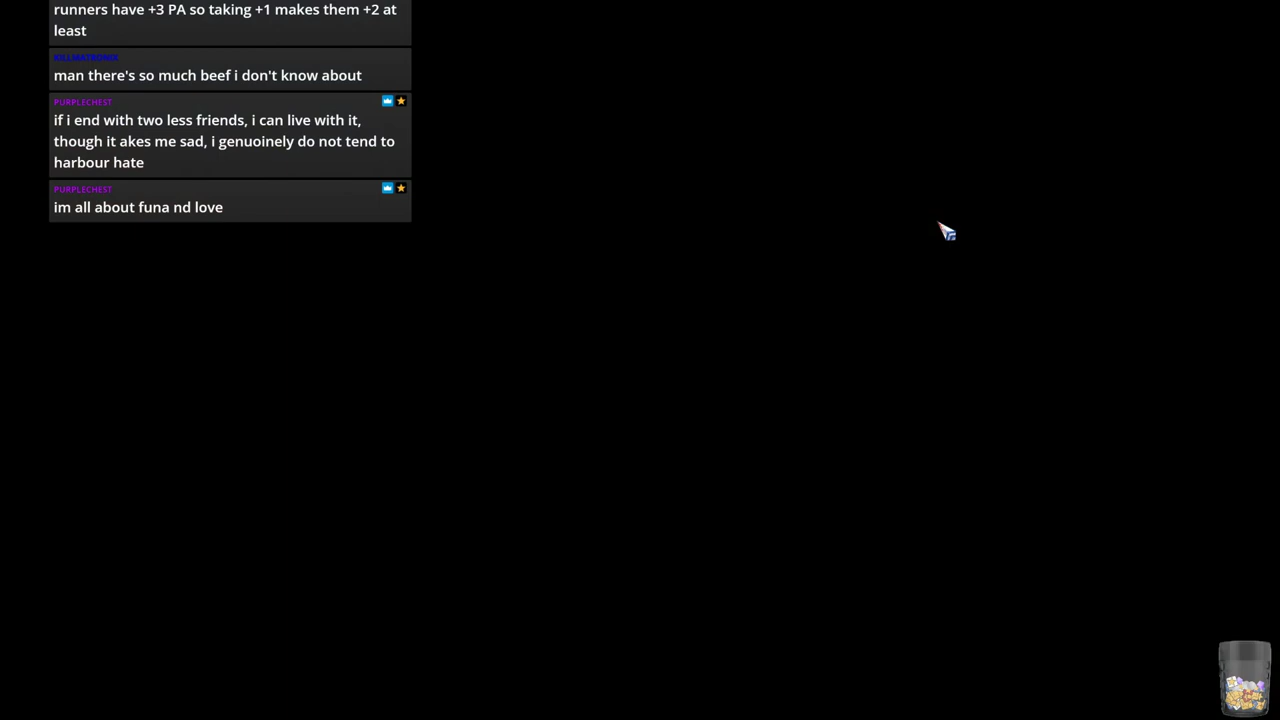 runners have +3 PA so taking +1 makes them +2 at
least
KILLMATRONIX
man there's so much beef i don't know about
PURPLECHEST
if i end with two less friends, i can live with it,
though it akes me sad, i genuoinely do not tend to
harbour hate
PURPLECHEST
im all about funa nd love